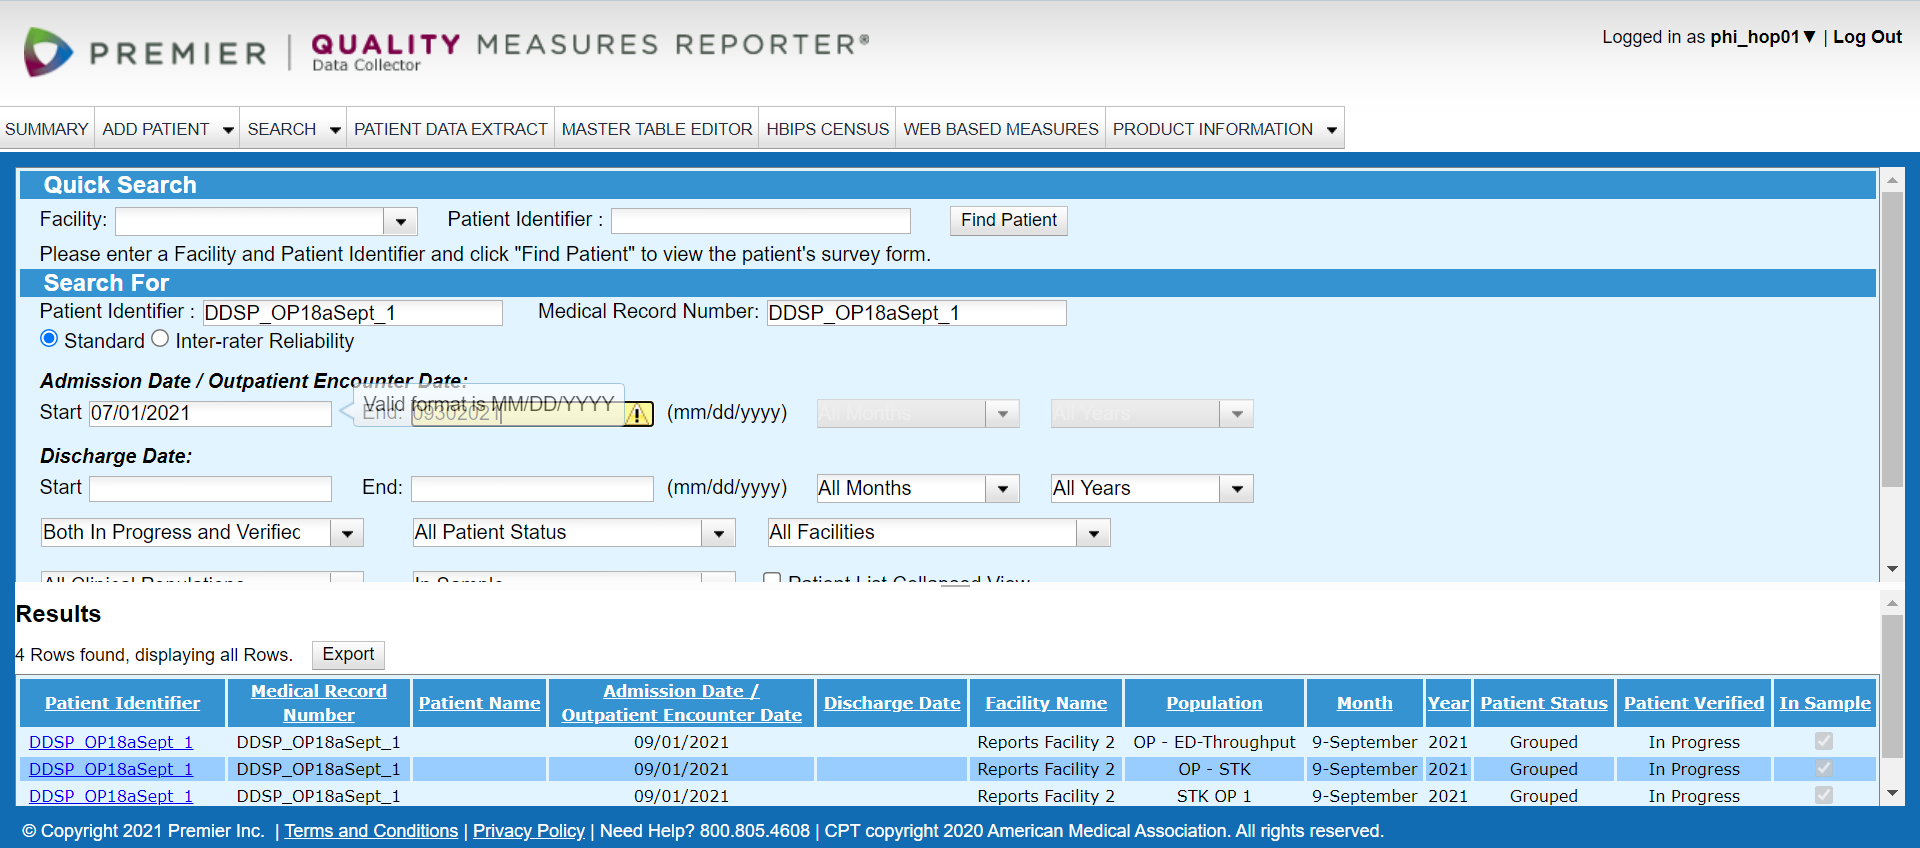 PREMIER | QUALITY MEASURES REPORTER®
Data Collector
Logged in as phi_hop01▼ | Log Out
SUMMARY ADD PATIENT SEARCH PATIENT DATA EXTRACT MASTER TABLE EDITOR HBIPS CENSUS WEB BASED MEASURES PRODUCT INFORMATION
Quick Search
Facility: Patient Identifier : Find Patient
Please enter a Facility and Patient Identifier and click "Find Patient" to view the patient's survey form.
Search For
Patient Identifier : DDSP_OP18aSept_1 Medical Record Number: DDSP_OP18aSept_1
Standard Inter-rater Reliability
Admission Date / Outpatient Encounter Date:
Valid format is MM/DD/YYYY
Start 07/01/2021 End: 09302021 (mm/dd/yyyy) All Months All Years
Discharge Date:
Start End: (mm/dd/yyyy) All Months All Years
Both In Progress and Verified All Patient Status All Facilities
All Clinical Populations In Sample Patient List Collapsed View
Results
4 Rows found, displaying all Rows. Export
Patient Identifier Medical Record Number Patient Name Admission Date / Outpatient Encounter Date Discharge Date Facility Name Population Month Year Patient Status Patient Verified In Sample
DDSP_OP18aSept_1 DDSP_OP18aSept_1 09/01/2021 Reports Facility 2 OP - ED-Throughput 9-September 2021 Grouped In Progress
DDSP_OP18aSept_1 DDSP_OP18aSept_1 09/01/2021 Reports Facility 2 OP - STK 9-September 2021 Grouped In Progress
DDSP_OP18aSept_1 DDSP_OP18aSept_1 09/01/2021 Reports Facility 2 STK OP 1 9-September 2021 Grouped In Progress
© Copyright 2021 Premier Inc. | Terms and Conditions | Privacy Policy | Need Help? 800.805.4608 | CPT copyright 2020 American Medical Association. All rights reserved.